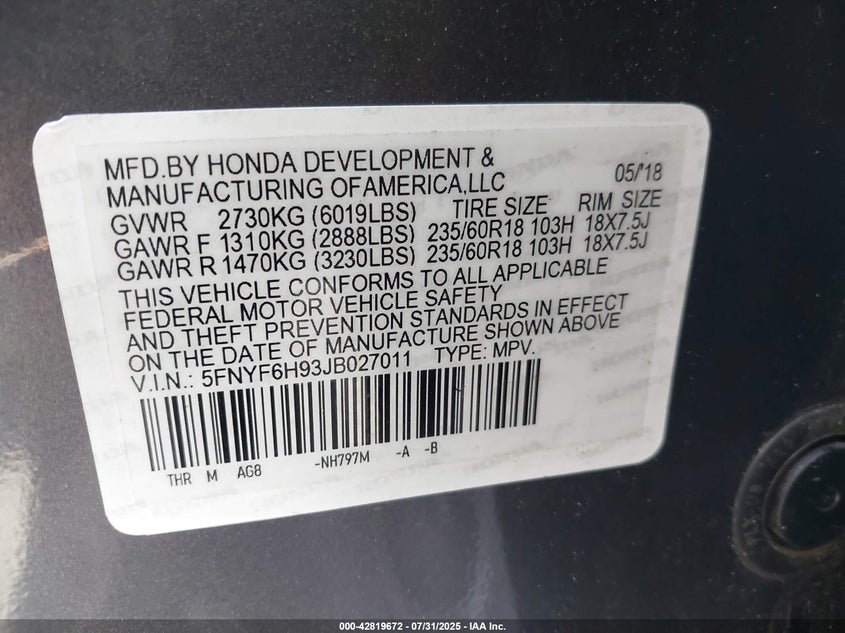 MFD.BY HONDA DEVELOPMENT & 05/'18
MANUFACTURING OFAMERICA,LLC
GVWR 2730KG (6019LBS) TIRE SIZE RIM SIZE
GAWR F 1310KG (2888LBS) 235/60R18 103H 18X7.5J
GAWR R 1470KG (3230LBS) 235/60R18 103H 18X7.5J
THIS VEHICLE CONFORMS TO ALL APPLICABLE
FEDERAL MOTOR VEHICLE SAFETY
AND THEFT PREVENTION STANDARDS IN EFFECT
ON THE DATE OF MANUFACTURE SHOWN ABOVE
V.I.N.: 5FNYF6H93JB027011 TYPE: MPV.
THR M AG8 -NH797M -A -B
000-42819672 / 07/31/2025 - IAA Inc.